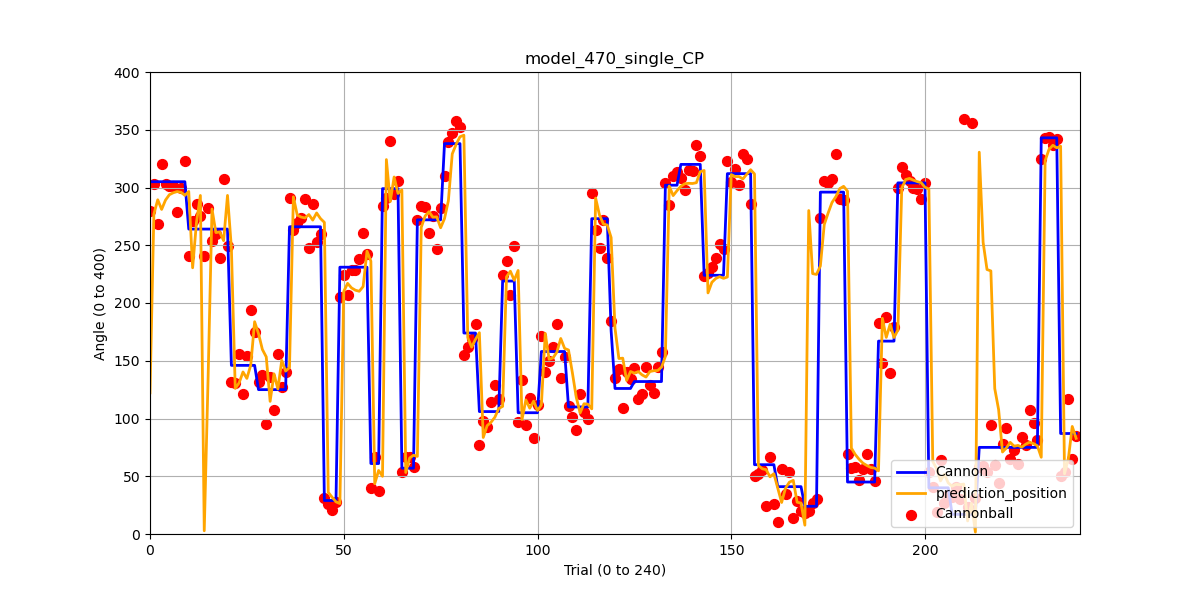 model_470_single_CP
Angle (0 to 400)
400
350
300
250
200
150
100
50
0
Cannon
prediction_position
Cannonball
0 50 100 150 200
Trial (0 to 240)